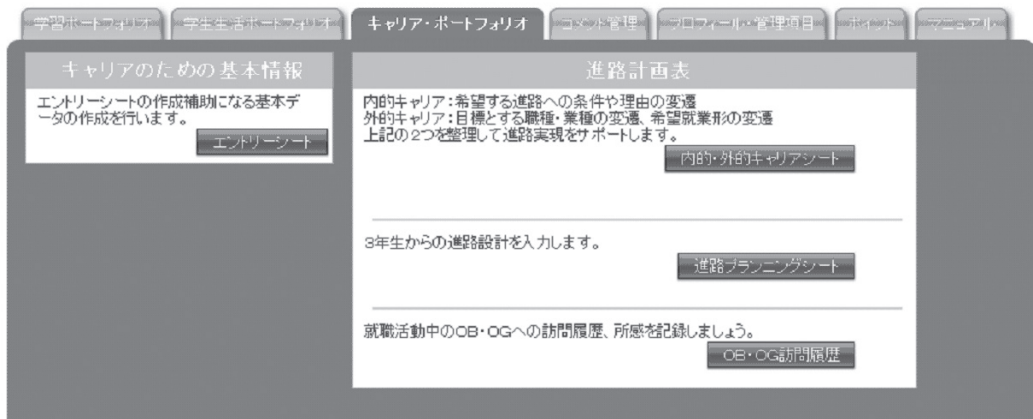 学習ポートフォリオ
学生生活ポートフォリオ
キャリア・ポートフォリオ
コメント管理
プロフィール・管理項目
ポイント
マニュアル
キャリアのための基本情報
エントリーシートの作成補助になる基本デ
ータの作成を行います。
エントリーシート
進路計画表
内的キャリア：希望する進路への条件や理由の変遷
外的キャリア：目標とする職種・業種の変遷、希望就業形の変遷
上記の2つを整理して進路実現をサポートします。
内的・外的キャリアシート
3年生からの進路設計を入力します。
進路プランニングシート
就職活動中のOB・OGへの訪問履歴、所感を記録しましょう。
OB・OG訪問履歴